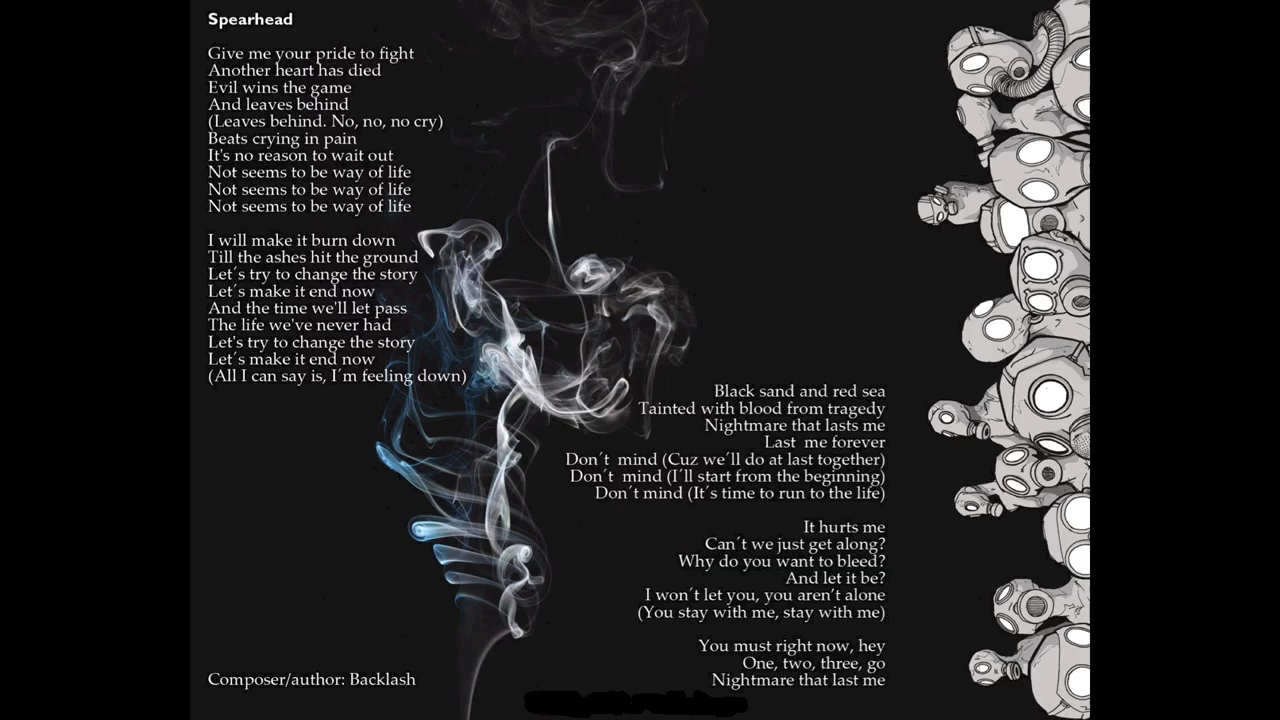 Spearhead
Give me your pride to fight
Another heart has died
Evil wins the game
And leaves behind
(Leaves behind. No, no, no cry)
Beats crying in pain
It's no reason to wait out
Not seems to be way of life
Not seems to be way of life
Not seems to be way of life
I will make it burn down
Till the ashes hit the ground
Let´s try to change the story
Let´s make it end now
And the time we'll let pass
The life we've never had
Let's try to change the story
Let´s make it end now
(All I can say is, I´m feeling down)
Black sand and red sea
Tainted with blood from tragedy
Nightmare that lasts me
Last  me forever
Don´t  mind (Cuz we´ll do at last together)
Don´t  mind (I´ll start from the beginning)
Don´t mind (It´s time to run to the life)
It hurts me
Can´t we just get along?
Why do you want to bleed?
And let it be?
I won´t let you, you aren´t alone
(You stay with me, stay with me)
You must right now, hey
One, two, three, go
Nightmare that last me
Composer/author: Backlash